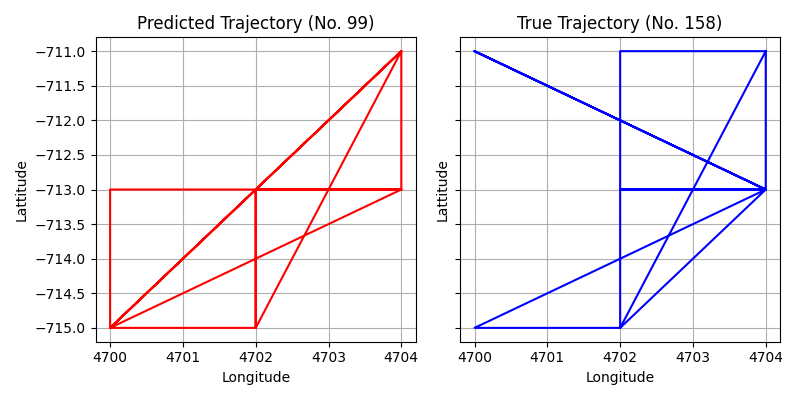 Predicted Trajectory (No. 99)
True Trajectory (No. 158)
Lattitude
−711.0
−711.5
−712.0
−712.5
−713.0
−713.5
−714.0
−714.5
−715.0
4700 4701 4702 4703 4704
Longitude
Lattitude
4700 4701 4702 4703 4704
Longitude